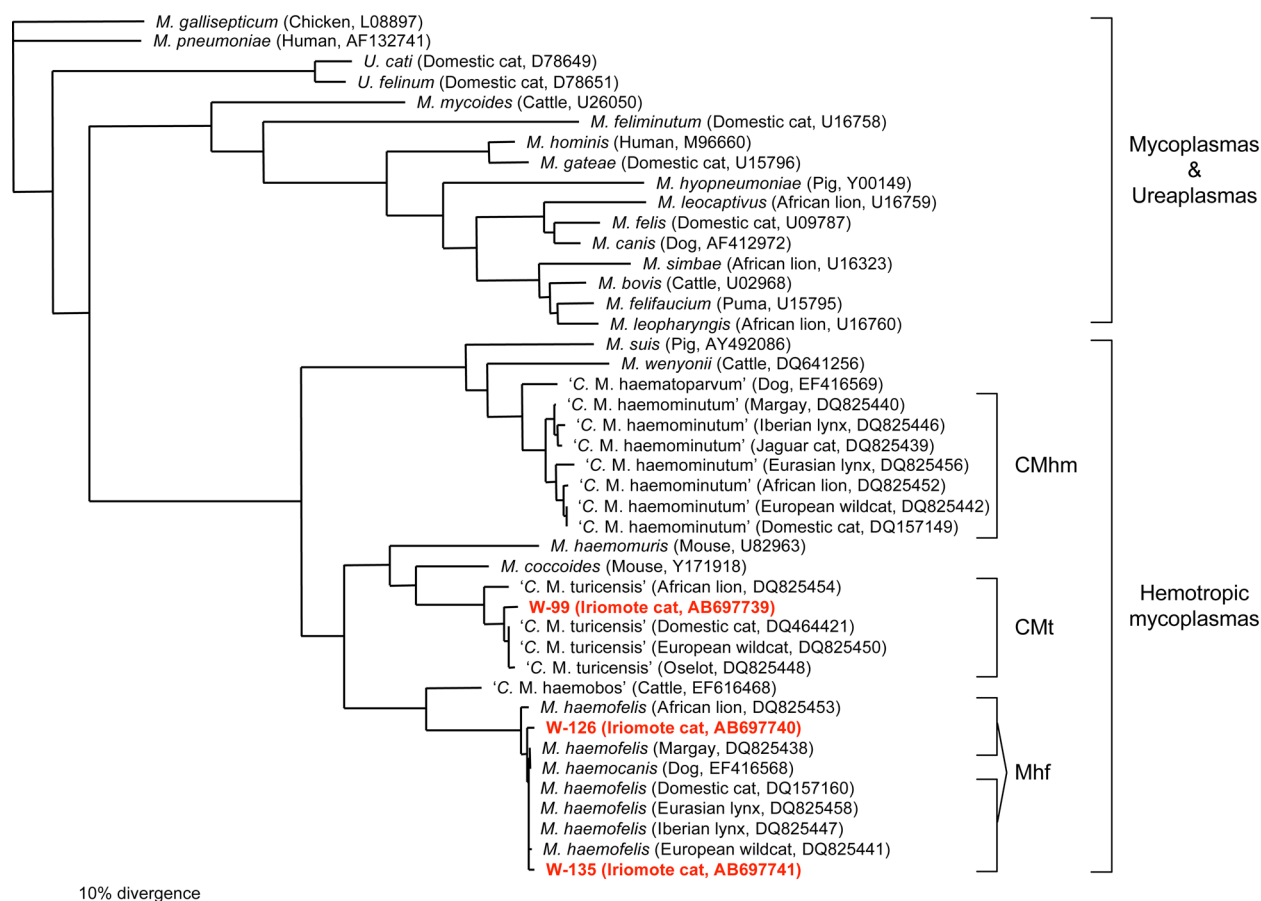 M. gallisepticum (Chicken, L08897)
M. pneumoniae (Human, AF132741)
U. cati (Domestic cat, D78649)
U. felinum (Domestic cat, D78651)
M. mycoides (Cattle, U26050)
M. feliminutum (Domestic cat, U16758)
M. hominis (Human, M96660)
M. gateae (Domestic cat, U15796)
M. hyopneumoniae (Pig, Y00149)
M. leocaptivus (African lion, U16759)
M. felis (Domestic cat, U09787)
M. canis (Dog, AF412972)
M. simbae (African lion, U16323)
M. bovis (Cattle, U02968)
M. felifaucium (Puma, U15795)
M. leopharyngis (African lion, U16760)
Mycoplasmas
&
Ureaplasmas
M. suis (Pig, AY492086)
M. wenyonii (Cattle, DQ641256)
‘C. M. haematoparvum’ (Dog, EF416569)
‘C. M. haemominutum’ (Margay, DQ825440)
‘C. M. haemominutum’ (Iberian lynx, DQ825446)
‘C. M. haemominutum’ (Jaguar cat, DQ825439)
‘C. M. haemominutum’ (Eurasian lynx, DQ825456)
‘C. M. haemominutum’ (African lion, DQ825452)
‘C. M. haemominutum’ (European wildcat, DQ825442)
‘C. M. haemominutum’ (Domestic cat, DQ157149)
CMhm
M. haemomuris (Mouse, U82963)
M. coccoides (Mouse, Y171918)
‘C. M. turicensis’ (African lion, DQ825454)
W-99 (Iriomote cat, AB697739)
‘C. M. turicensis’ (Domestic cat, DQ464421)
‘C. M. turicensis’ (European wildcat, DQ825450)
‘C. M. turicensis’ (Oselot, DQ825448)
CMt
‘C. M. haemobos’ (Cattle, EF616468)
M. haemofelis (African lion, DQ825453)
W-126 (Iriomote cat, AB697740)
M. haemofelis (Margay, DQ825438)
M. haemocanis (Dog, EF416568)
M. haemofelis (Domestic cat, DQ157160)
M. haemofelis (Eurasian lynx, DQ825458)
M. haemofelis (Iberian lynx, DQ825447)
M. haemofelis (European wildcat, DQ825441)
W-135 (Iriomote cat, AB697741)
Mhf
Hemotropic
mycoplasmas
10% divergence